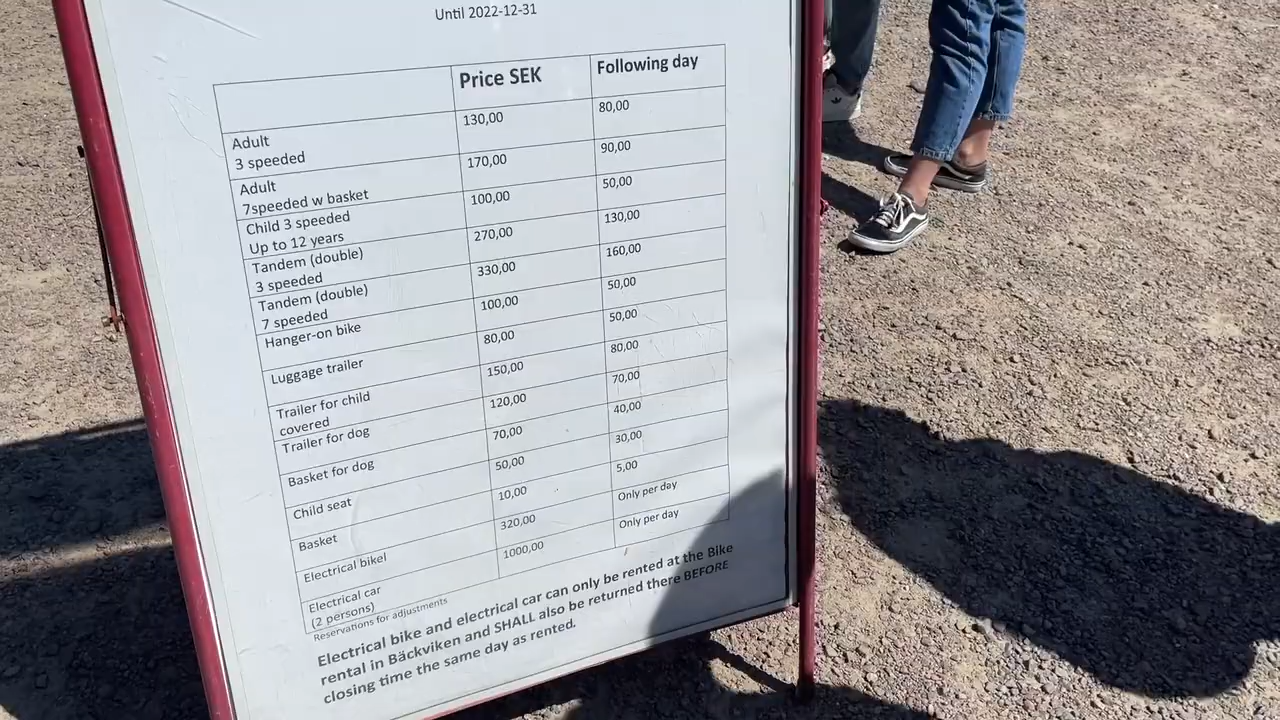 Until 2022-12-31
Price SEK Following day
Adult
3 speeded 130,00 80,00
Adult
7speeded w basket 170,00 90,00
Child 3 speeded
Up to 12 years 100,00 50,00
Tandem (double)
3 speeded 270,00 130,00
Tandem (double)
7 speeded 330,00 160,00
Hanger-on bike 100,00 50,00
Luggage trailer 80,00 50,00
Trailer for child
covered 150,00 80,00
Trailer for dog 120,00 70,00
Basket for dog 70,00 40,00
Child seat 50,00 30,00
Basket 10,00 5,00
Electrical bikel 320,00 Only per day
Electrical car
(2 persons) 1000,00 Only per day
Reservations for adjustments
Electrical bike and electrical car can only be rented at the Bike
rental in Bäckviken and SHALL also be returned there BEFORE
closing time the same day as rented.